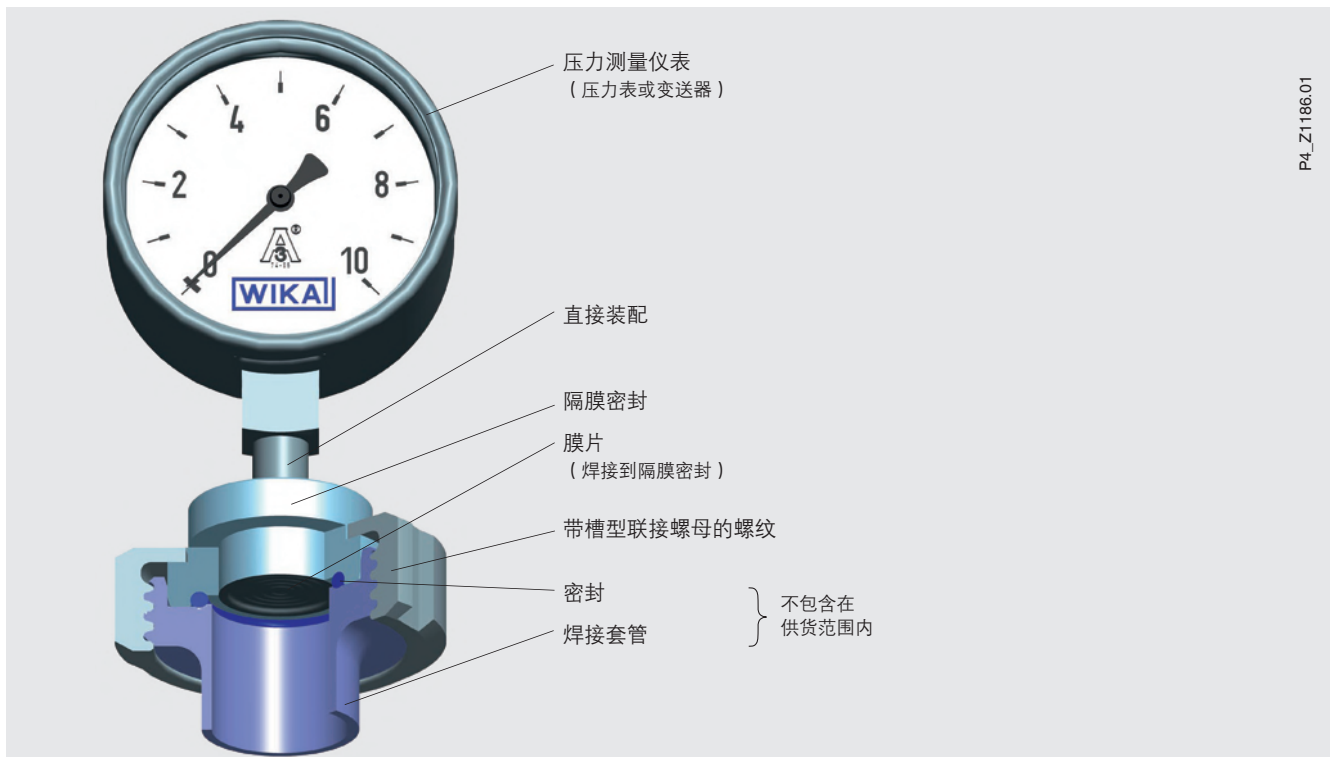 压力测量仪表
（压力表或变送器）
P4_Z1186.01
4 6
2 8
0 10
A ®
3
74-06
WIKA
直接装配
隔膜密封
膜片
（焊接到隔膜密封）
带槽型联接螺母的螺纹
密封
焊接套管
不包含在
供货范围内